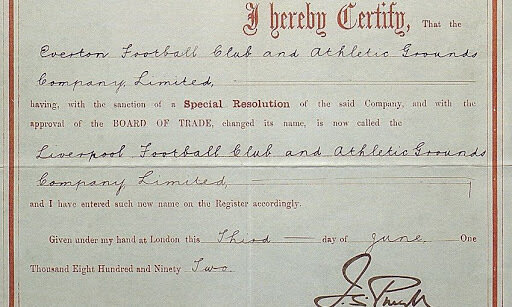 I hereby Certify, That the
Everton Football Club and Athletic Grounds
Company, Limited,
having, with the sanction of a Special Resolution of the said Company, and with the
approval of the BOARD OF TRADE, changed its name, is now called the
Liverpool Football Club and Athletic Grounds
Company Limited,
and I have entered such new name on the Register accordingly.
Given under my hand at London this Third day of June. One
Thousand Eight Hundred and Ninety Two.